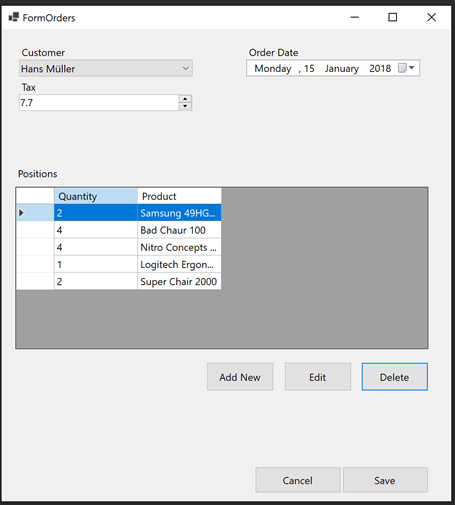 FormOrders
Customer
Order Date
Hans Müller
Monday , 15 January 2018
Tax
7.7
Positions
Quantity Product
2 Samsung 49HG...
4 Bad Chaur 100
4 Nitro Concepts ...
1 Logitech Ergon...
2 Super Chair 2000
Add New Edit Delete
Cancel Save